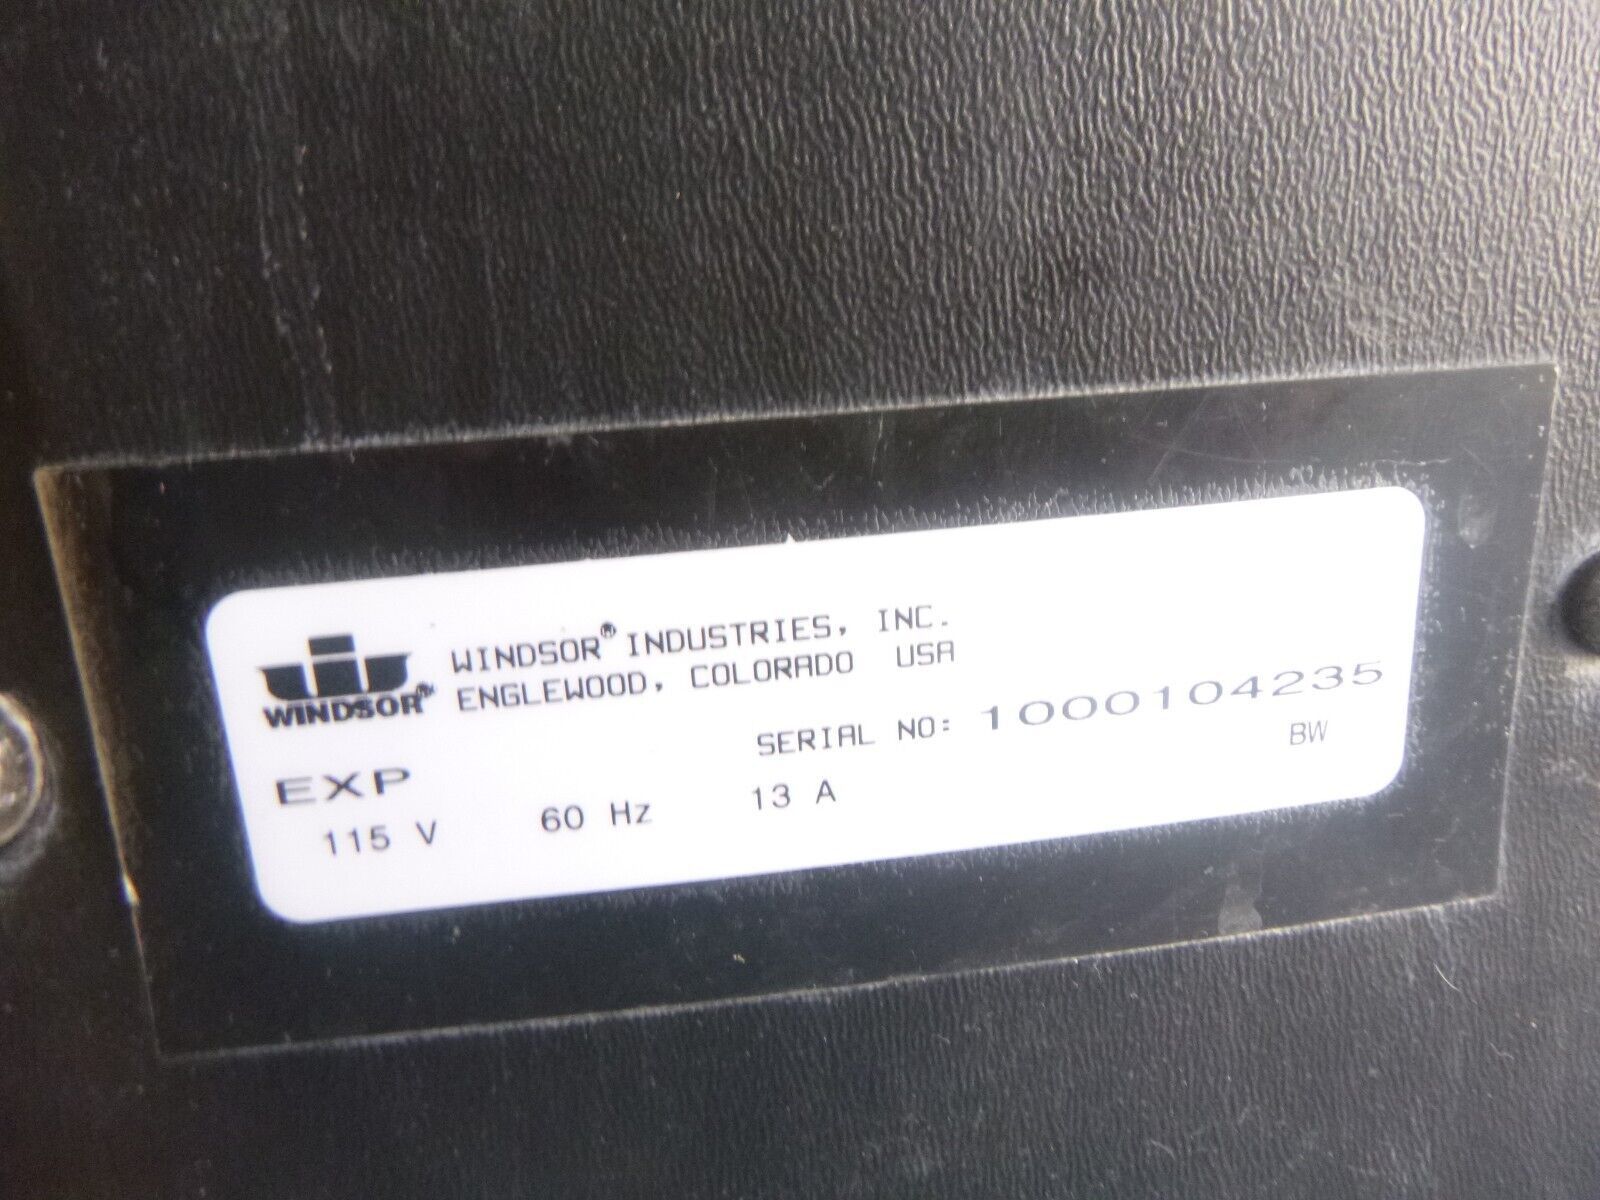 WINDSOR®
WINDSOR® INDUSTRIES, INC.
ENGLEWOOD, COLORADO USA
SERIAL NO: 1000104235
EXP
BW
115 V 60 Hz 13 A